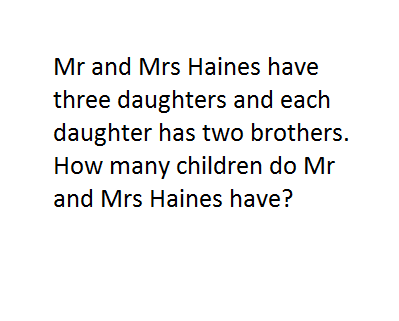 Mr and Mrs Haines have
three daughters and each
daughter has two brothers.
How many children do Mr
and Mrs Haines have?